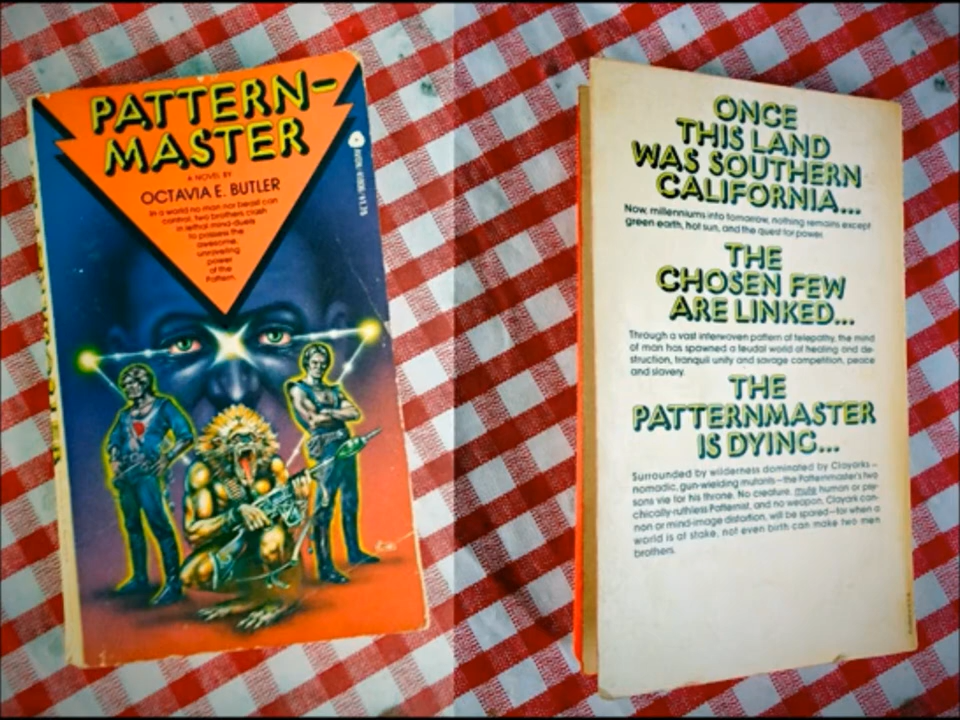 PATTERN-
MASTER
A NOVEL BY
OCTAVIA E. BUTLER
In a world no man nor beast can
control, two brothers clash
in lethal mind-duels
to possess the
awesome,
unraveling
power
of the
Pattern.
ONCE
THIS LAND
WAS SOUTHERN
CALIFORNIA...
Now, millenniums into tomorrow, nothing remains except
green earth, hot sun, and the quest for power.
THE
CHOSEN FEW
ARE LINKED...
Through a vast interwoven pattern of telepathy, the mind
of man has spawned a feudal world of healing and de-
struction, tranquil unity and savage competition, peace
and slavery.
THE
PATTERNMASTER
IS DYING...
Surrounded by wilderness dominated by Clayarks—
nomadic, gun-wielding mutants—the Patternmaster's two
sons vie for his throne. No creature, mute human or psy-
chically-ruthless Patternist, and no weapon, Clayark can-
non or mind-image distortion, will be spared—for when a
world is at stake, not even birth can make two men
brothers.